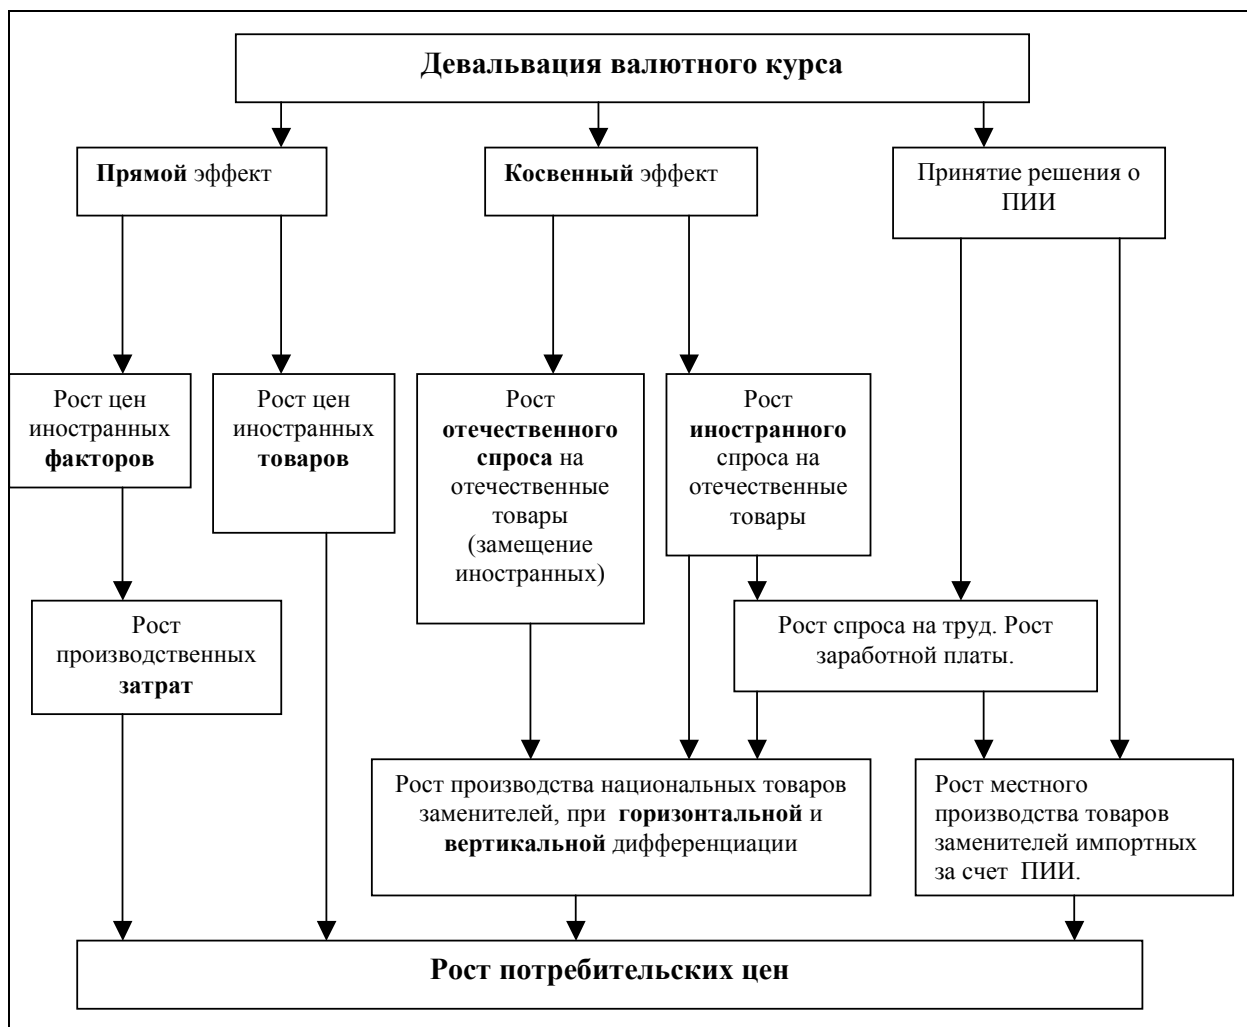 Девальвация валютного курса
Прямой эффект
Косвенный эффект
Принятие решения о
ПИИ
Рост цен
иностранных
факторов
Рост цен
иностранных
товаров
Рост
отечественного
спроса на
отечественные
товары
(замещение
иностранных)
Рост
иностранного
спроса на
отечественные
товары
Рост
производственных
затрат
Рост спроса на труд. Рост
заработной платы.
Рост производства национальных товаров
заменителей, при горизонтальной и
вертикальной дифференциации
Рост местного
производства товаров
заменителей импортных
за счет ПИИ.
Рост потребительских цен